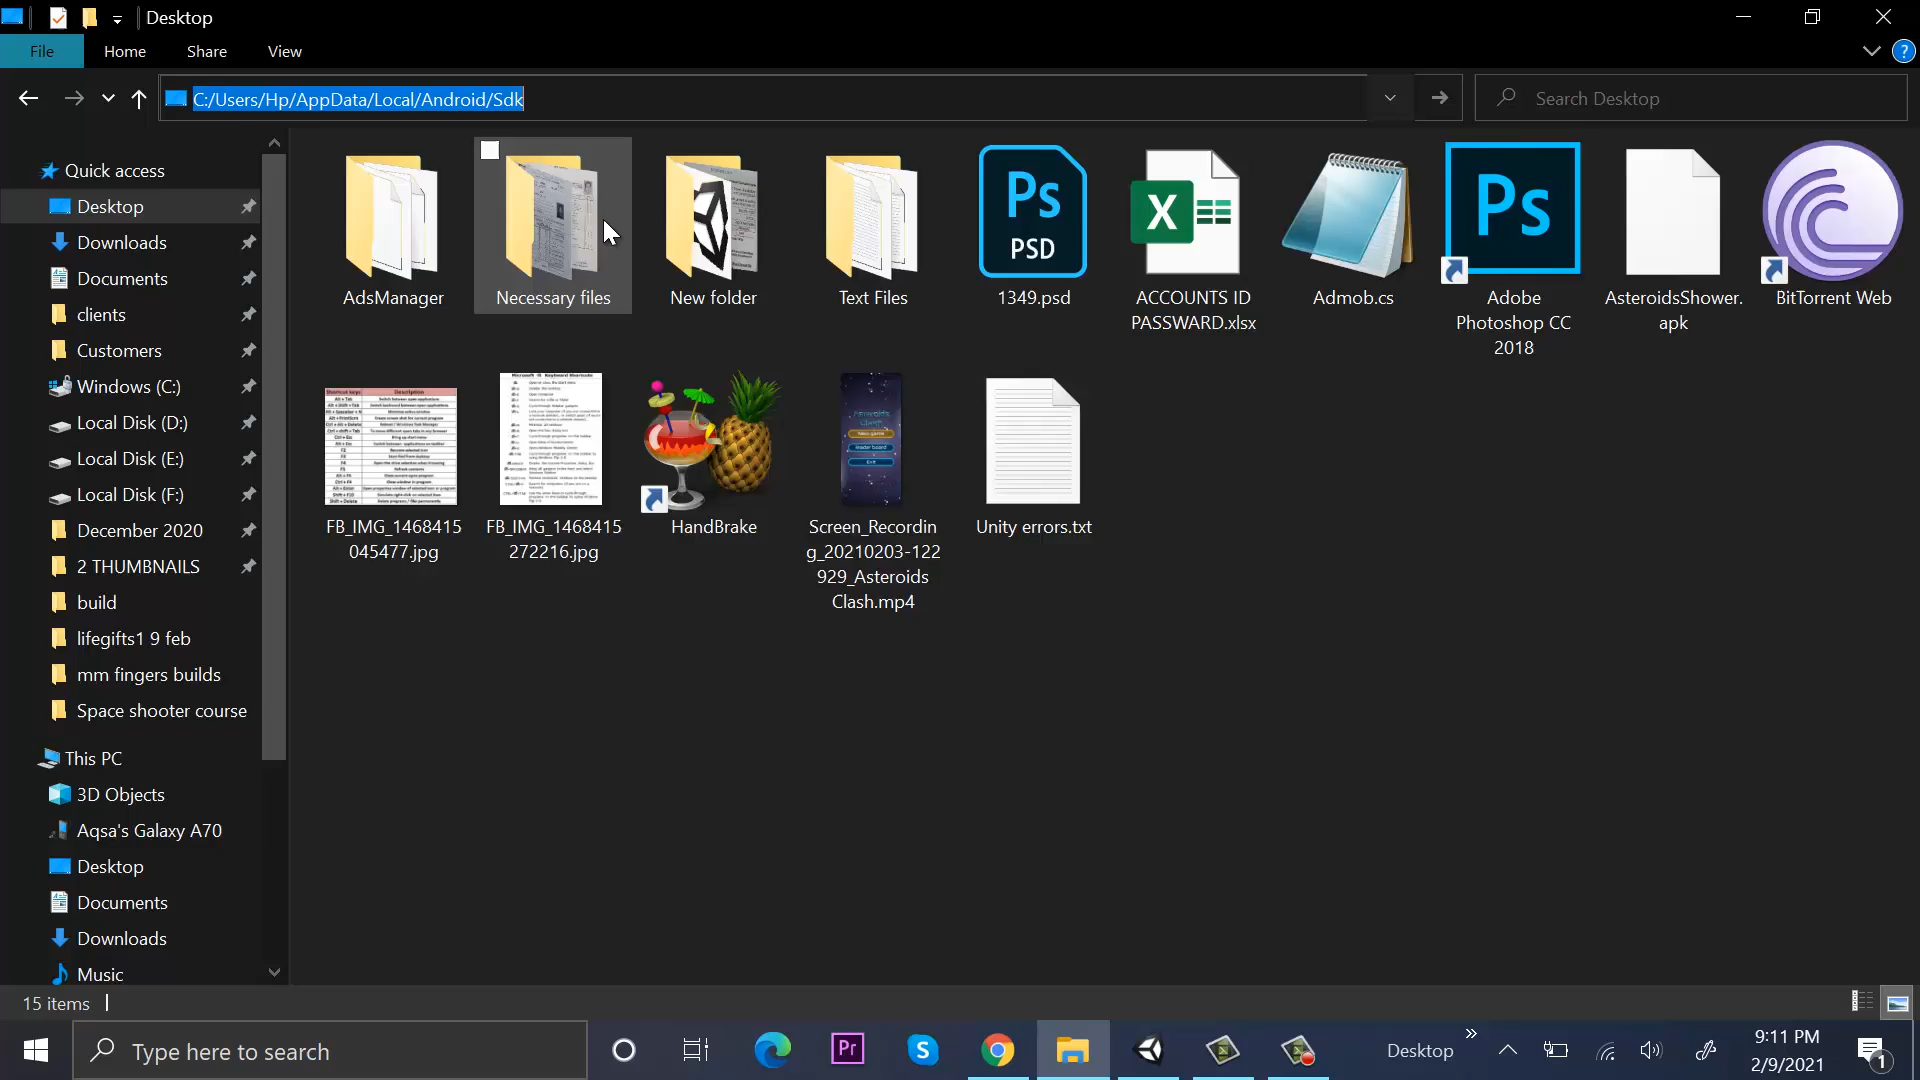 Desktop
File
Home
Share
View
C:/Users/Hp/AppData/Local/Android/Sdk
Search Desktop
Quick access
Desktop
Downloads
Documents
clients
Customers
Windows (C:)
Local Disk (D:)
Local Disk (E:)
Local Disk (F:)
December 2020
2 THUMBNAILS
build
lifegifts1 9 feb
mm fingers builds
Space shooter course
This PC
3D Objects
Aqsa's Galaxy A70
Desktop
Documents
Downloads
Music
Ps
PSD
X
Ps
AdsManager
Necessary files
New folder
Text Files
1349.psd
ACCOUNTS ID
PASSWARD.xlsx
Admob.cs
Adobe
Photoshop CC
2018
AsteroidsShower.
apk
BitTorrent Web
FB_IMG_1468415
045477.jpg
FB_IMG_1468415
272216.jpg
HandBrake
Screen_Recordin
g_20210203-122
929_Asteroids
Clash.mp4
Unity errors.txt
15 items
Type here to search
Pr
S
Desktop
9:11 PM
2/9/2021
1